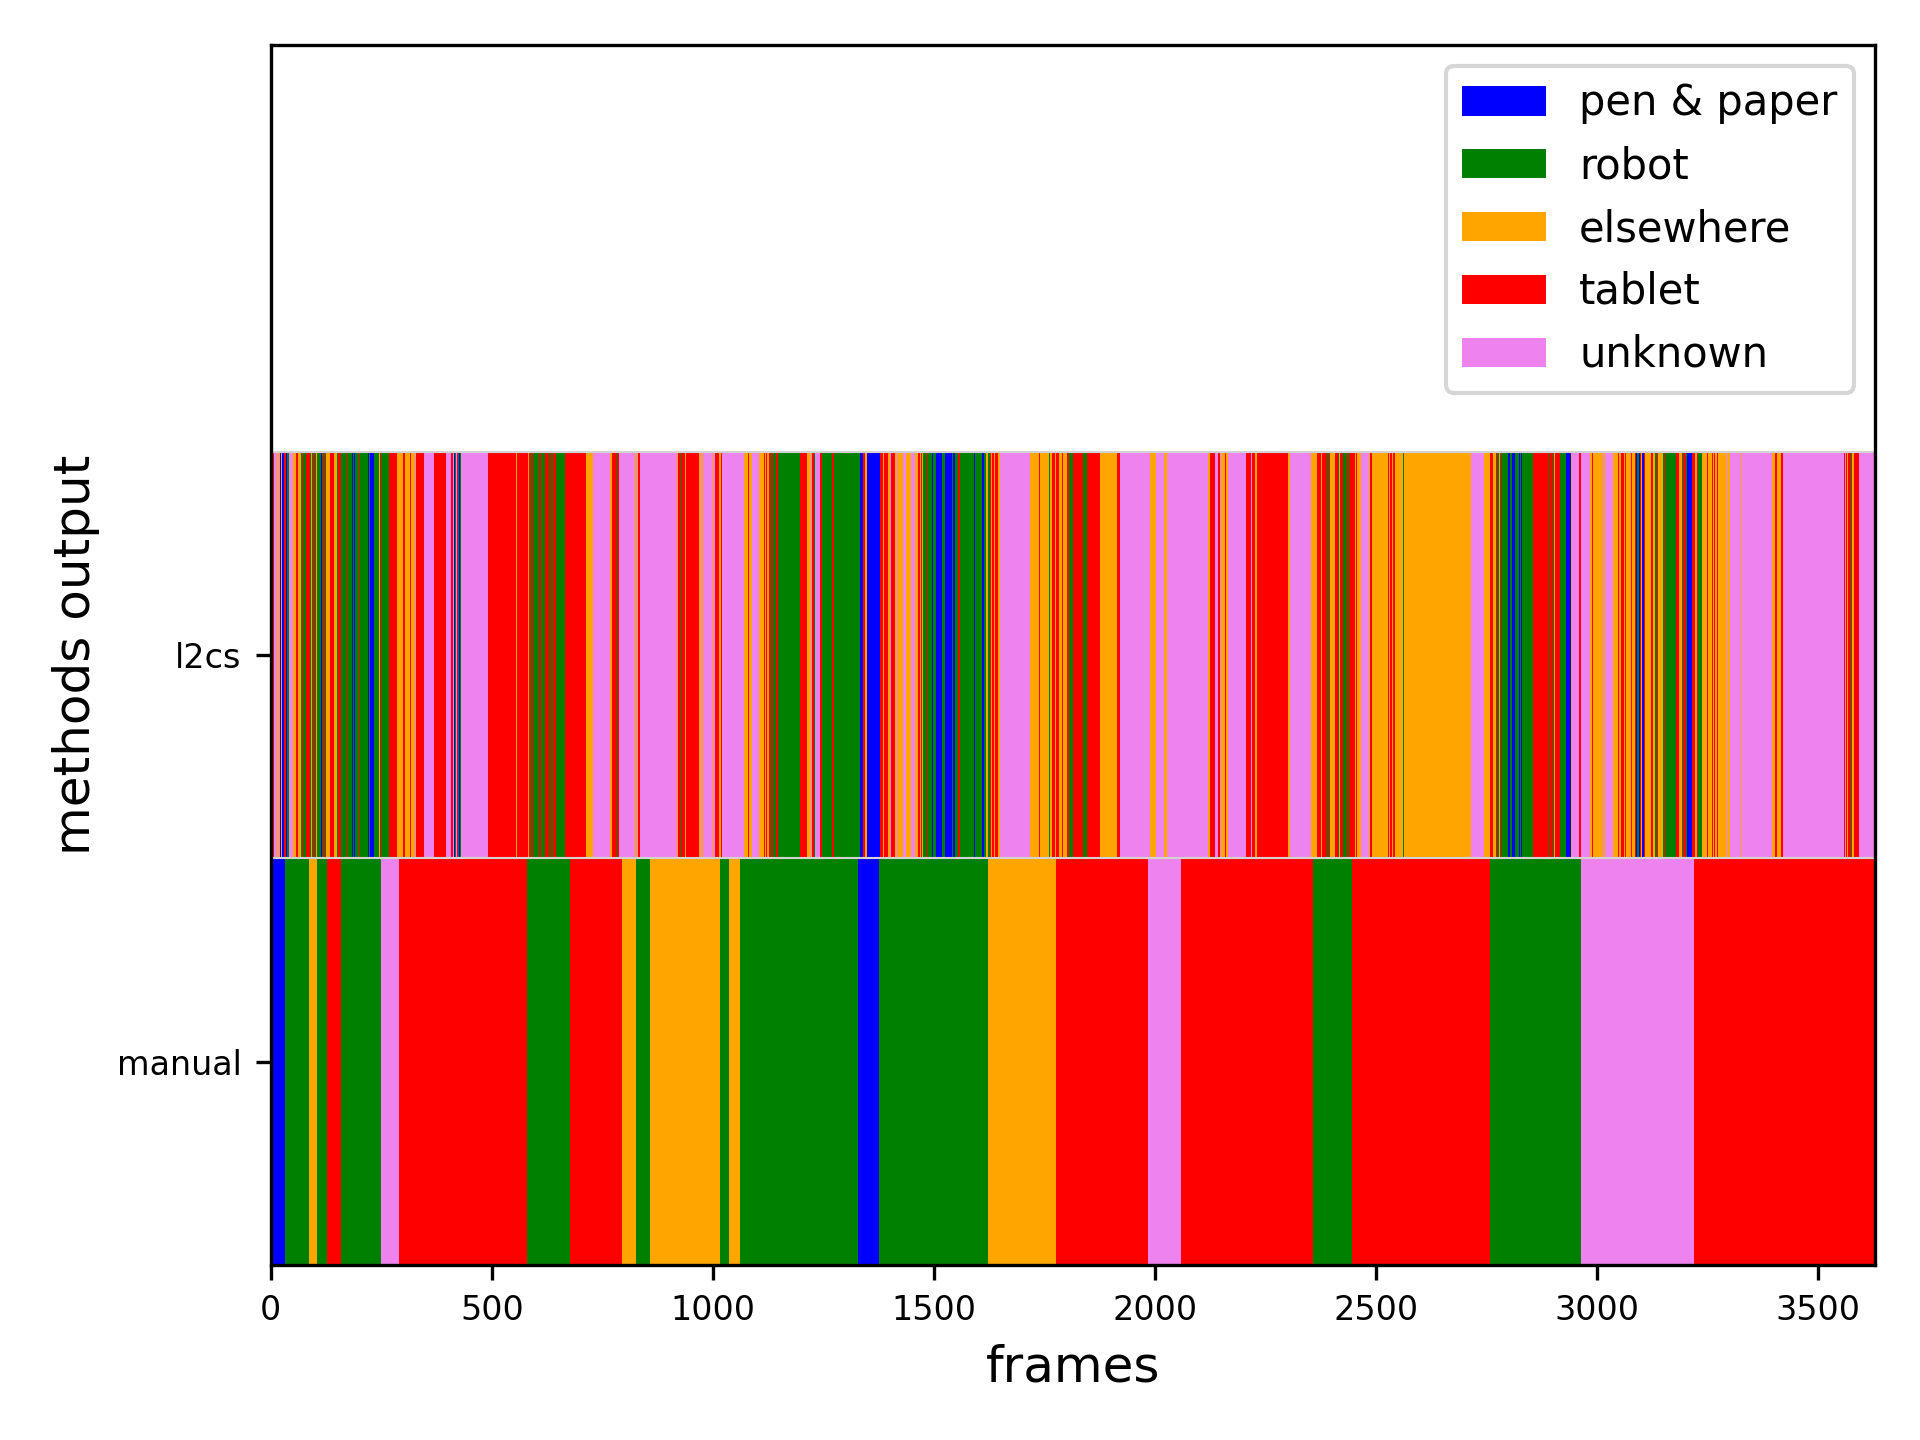 pen & paper
robot
elsewhere
tablet
unknown
methods output
l2cs
manual
0 500 1000 1500 2000 2500 3000 3500
frames